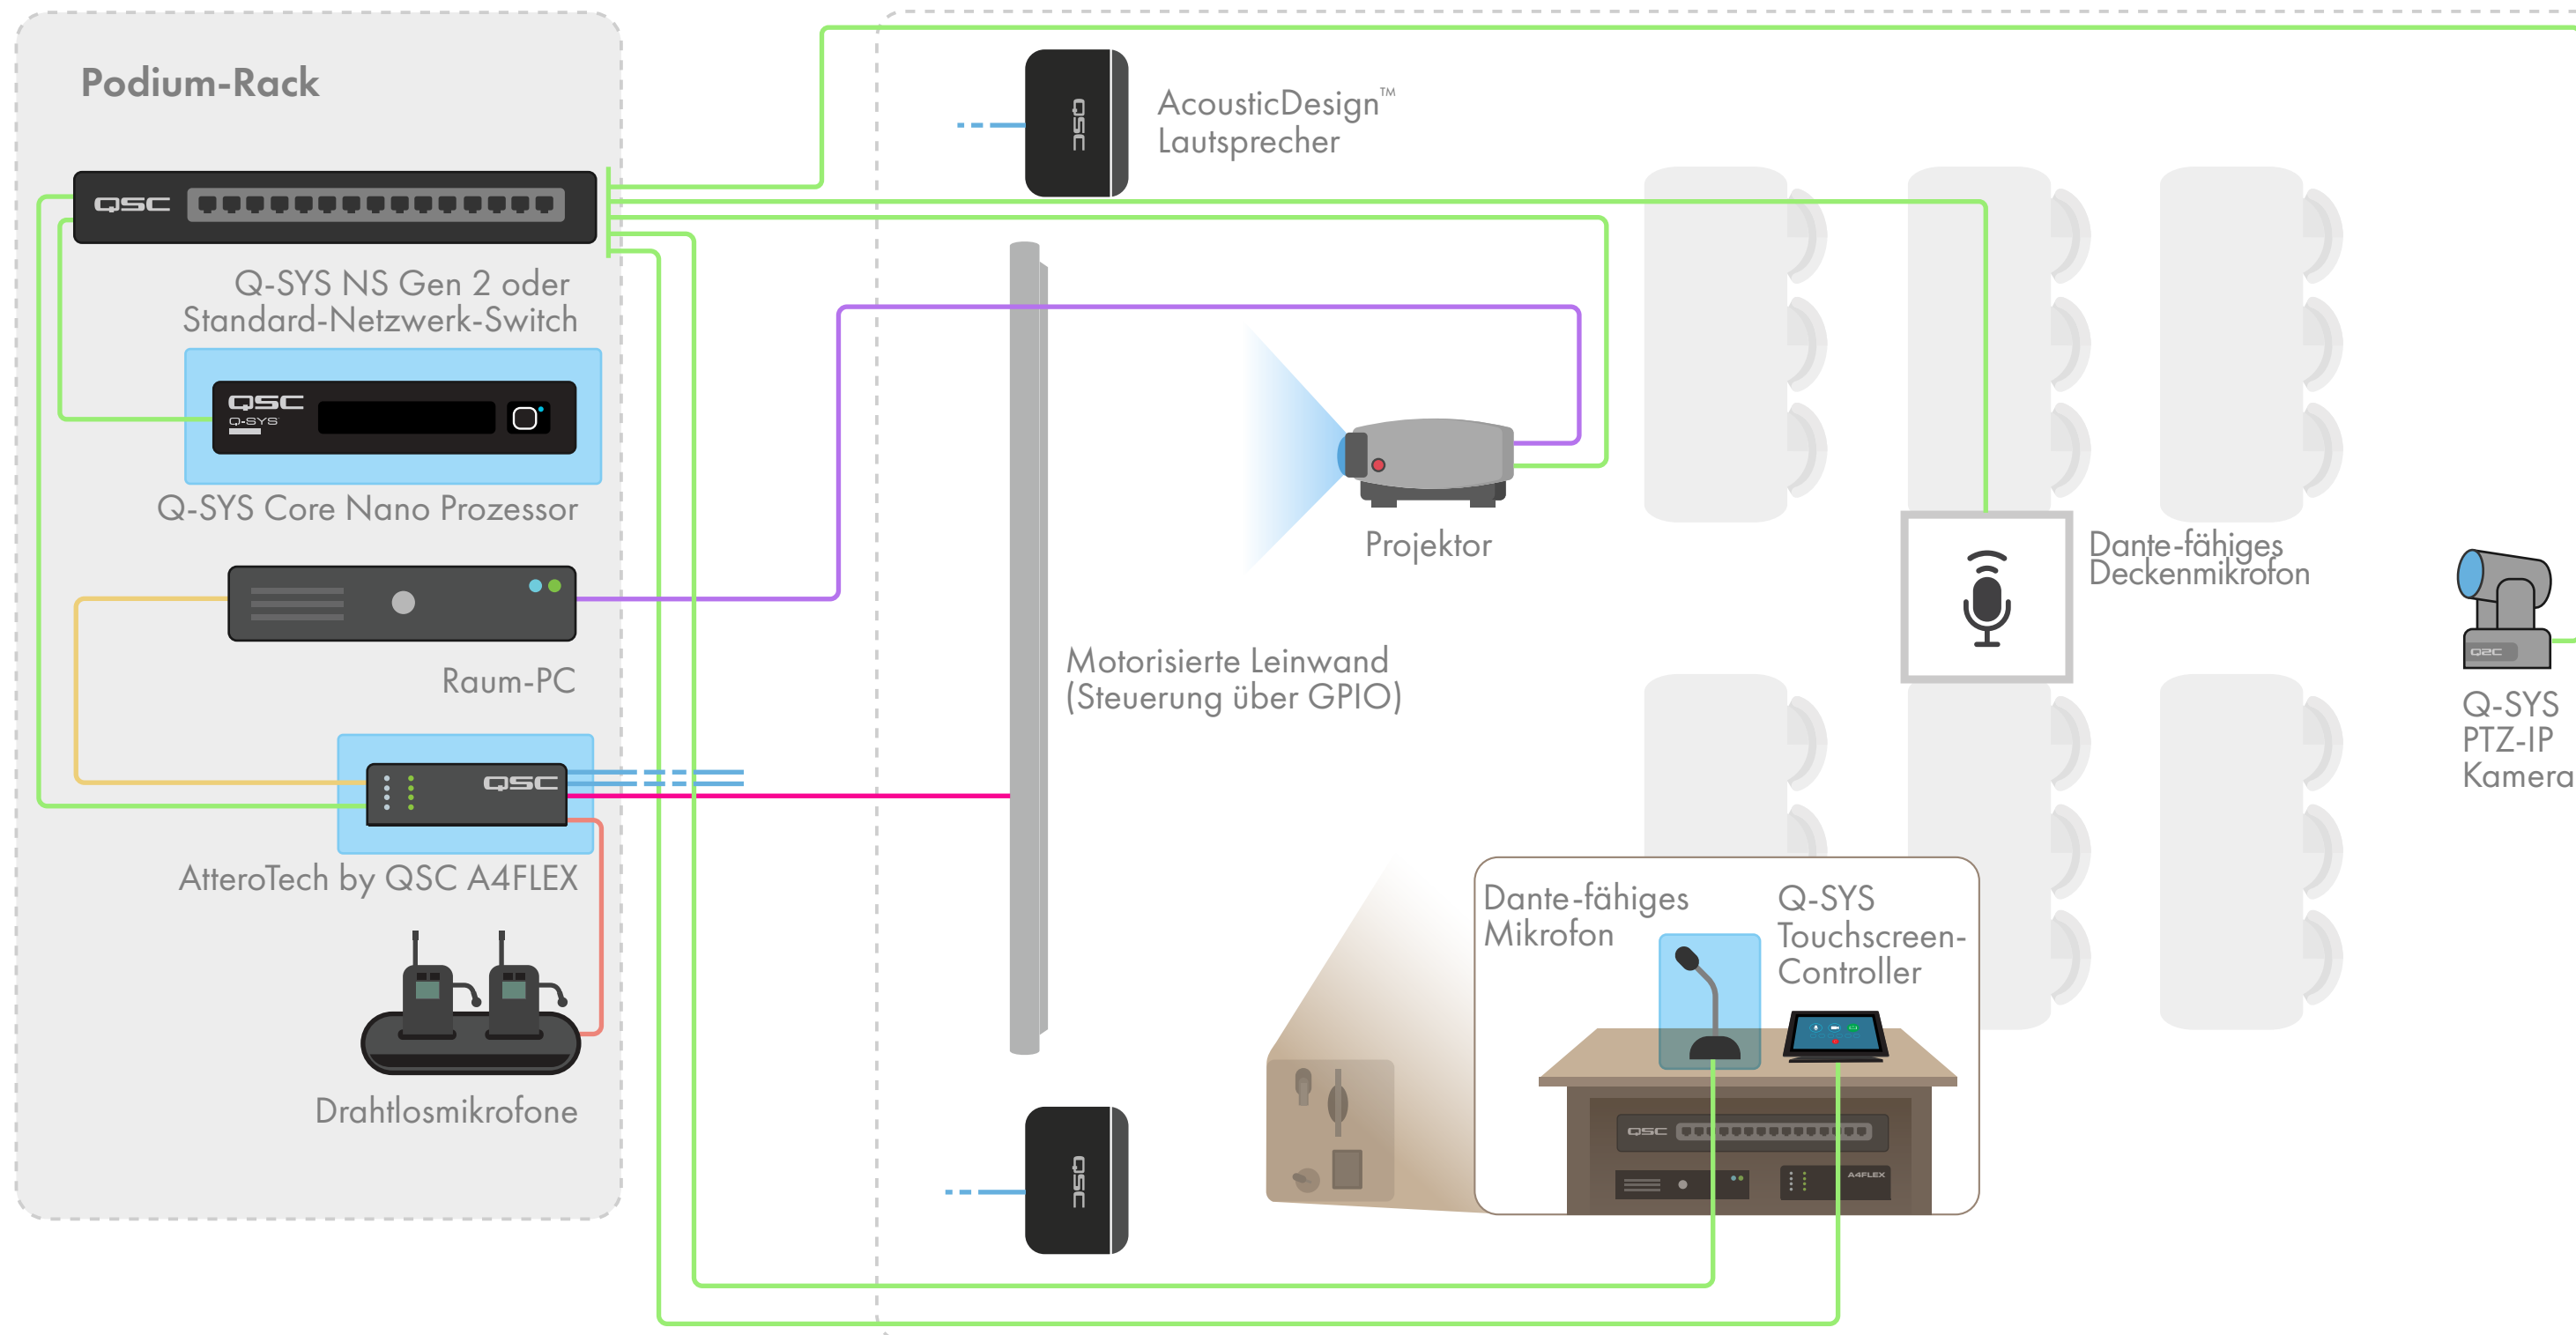 Podium-Rack
QSC
Q-SYS NS Gen 2 oder
Standard-Netzwerk-Switch
QSC
Q-SYS
Q-SYS Core Nano Prozessor
Raum-PC
QSC
AtteroTech by QSC A4FLEX
Drahtlosmikrofone
QSC
AcousticDesign™
Lautsprecher
Projektor
Motorisierte Leinwand
(Steuerung über GPIO)
QSC
Dante-fähiges
Deckenmikrofon
Q-SYS
PTZ-IP
Kamera
Dante-fähiges
Mikrofon
Q-SYS
Touchscreen-
Controller
QSC
A4FLEX